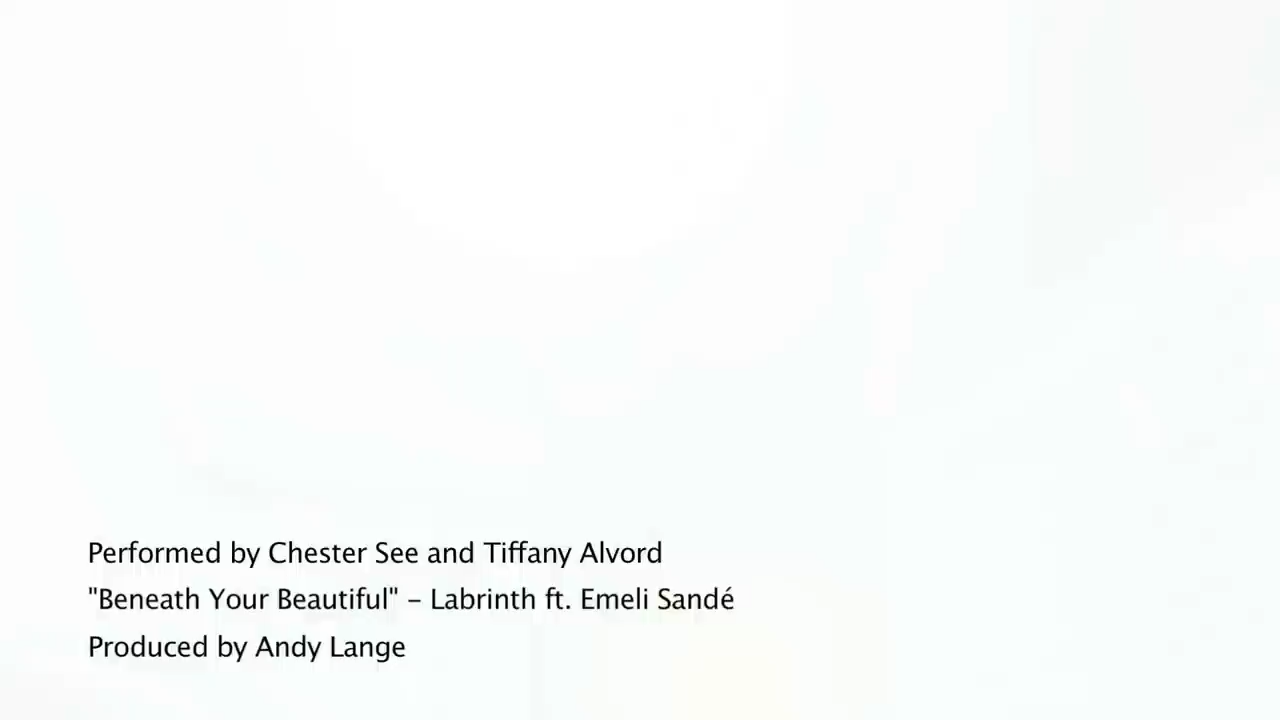 Performed by Chester See and Tiffany Alvord
"Beneath Your Beautiful" – Labrinth ft. Emeli Sandé
Produced by Andy Lange